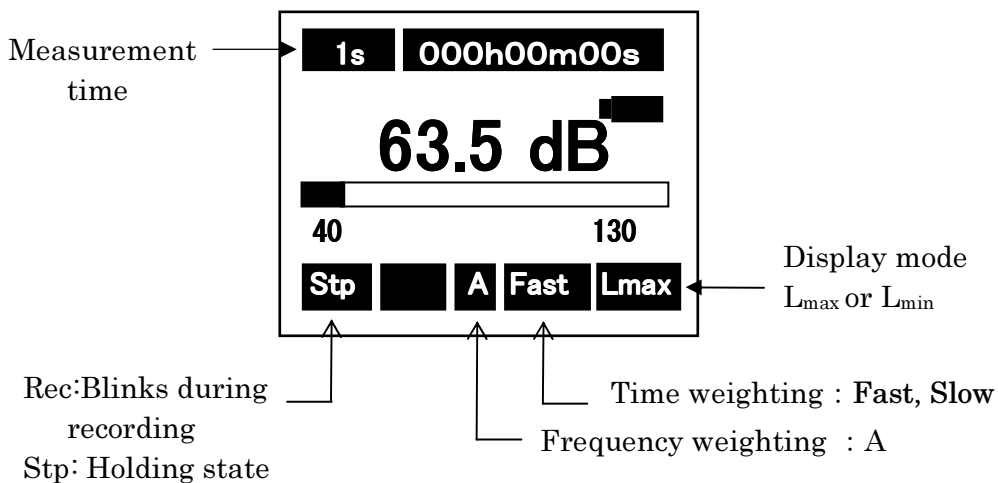 Measurement
time
1s 000h00m00s
63.5 dB
40 130
Stp A Fast Lmax
Display mode
Lmax or Lmin
Rec:Blinks during
recording
Stp: Holding state
Time weighting : Fast, Slow
Frequency weighting : A